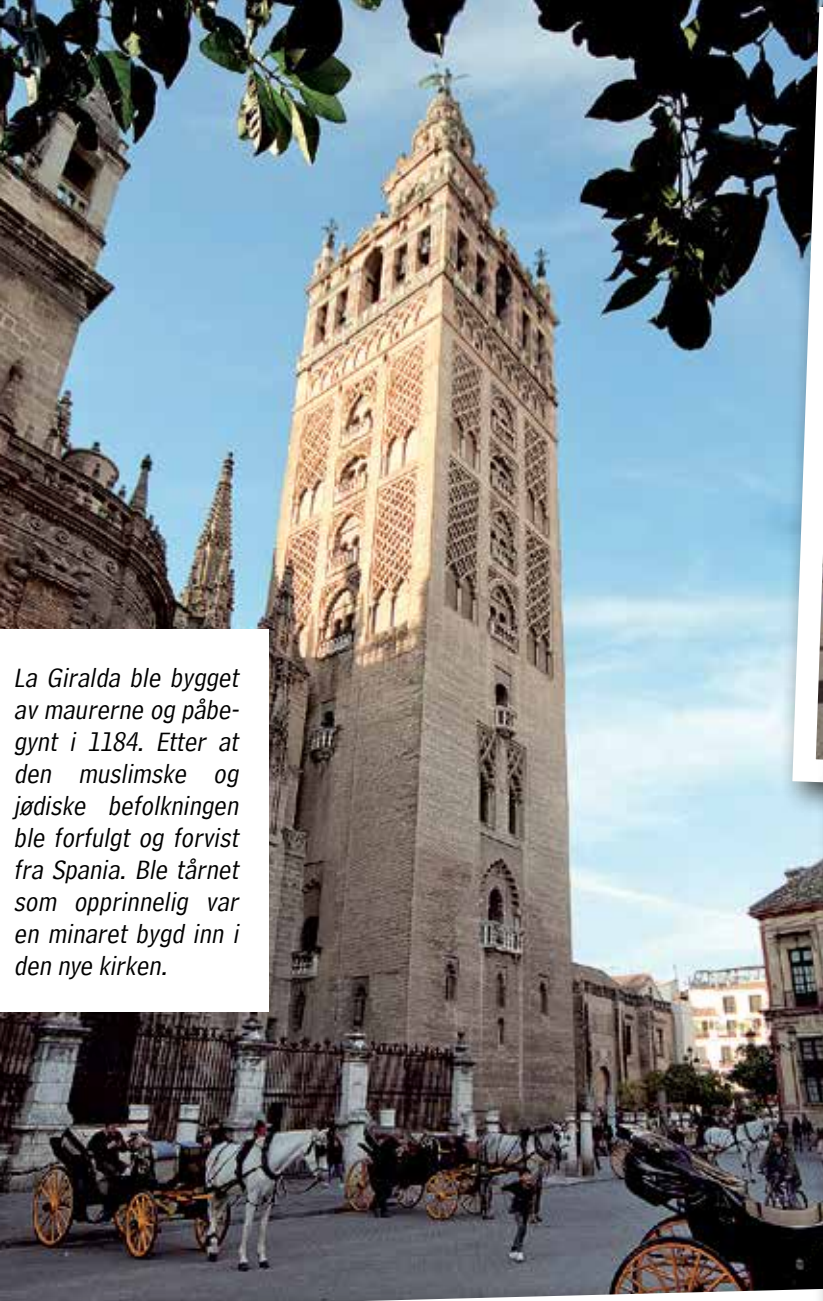 La Giralda ble bygget
av maurerne og påbe-
gynt i 1184. Etter at
den muslimske og
jødiske befolkningen
ble forfulgt og forvist
fra Spania. Ble tårnet
som opprinnelig var
en minaret bygd inn i
den nye kirken.